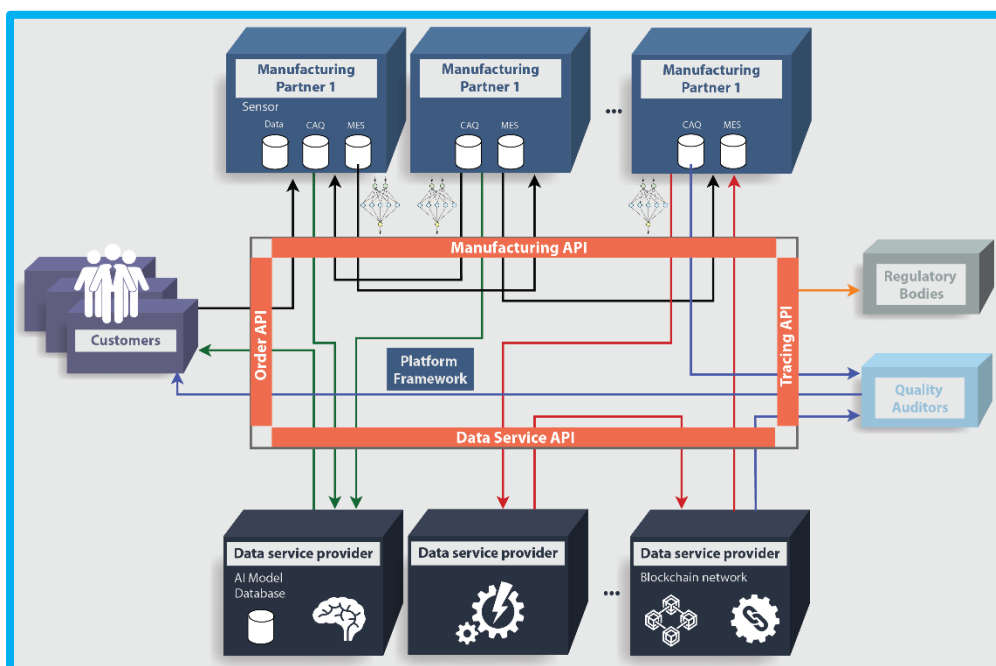 Manufacturing
Partner 1
Sensor
Data
CAQ
MES
Manufacturing
Partner 1
CAQ
MES
...
Manufacturing
Partner 1
CAQ
MES
Manufacturing API
Customers
Order API
Platform
Framework
Tracing API
Regulatory
Bodies
Quality
Auditors
Data Service API
Data service provider
AI Model
Database
Data service provider
...
Data service provider
Blockchain network